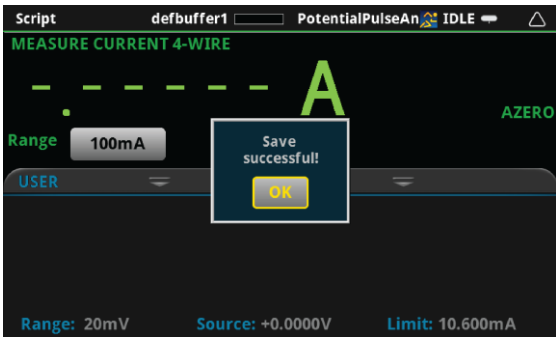 Script defbuffer1 PotentialPulseAn IDLE
MEASURE CURRENT 4-WIRE
-.----- A
AZERO
Range 100mA
Save
successful!
OK
USER
Range: 20mV Source: +0.0000V Limit: 10.600mA